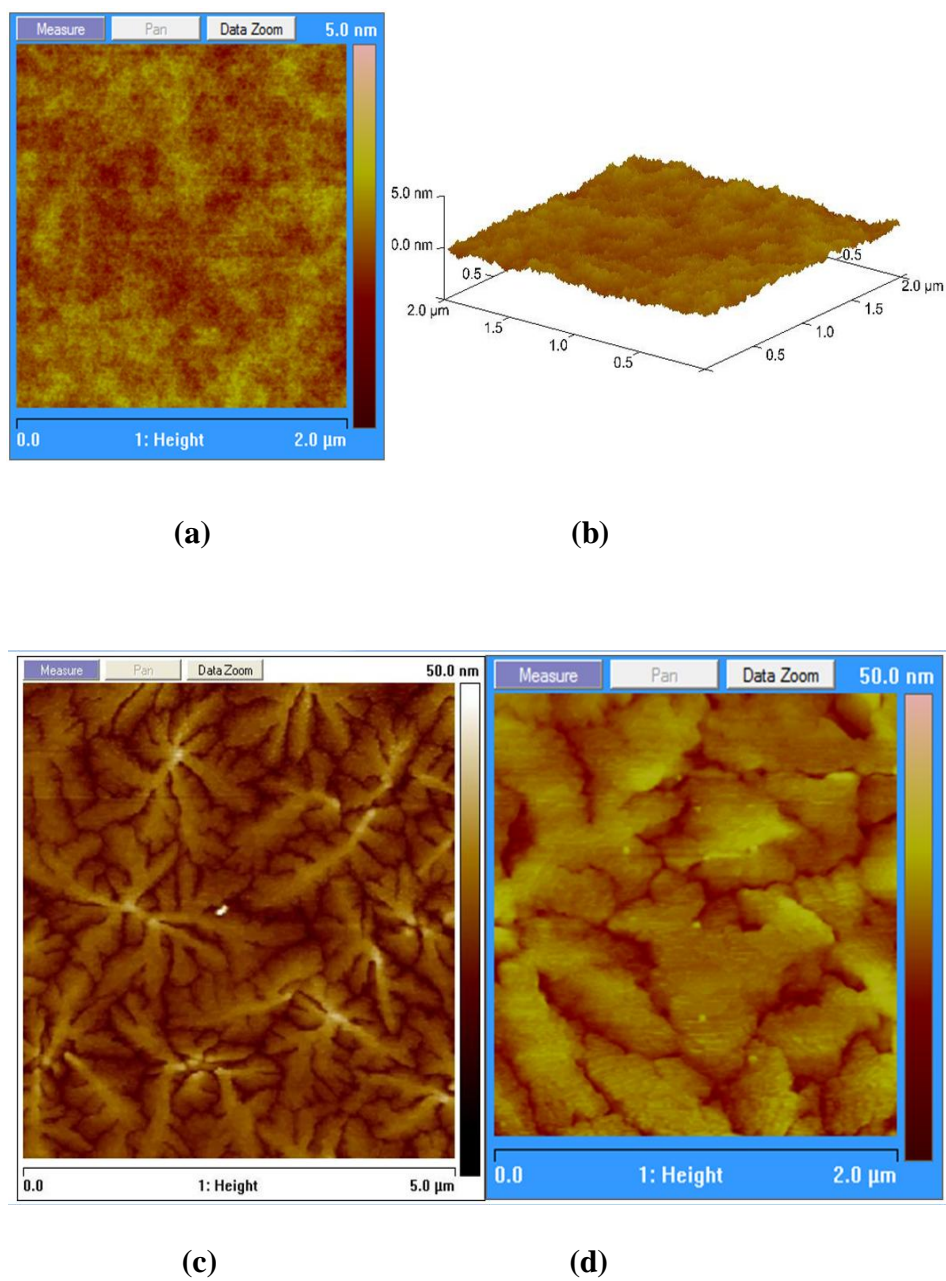 Measure Pan Data Zoom 5.0 nm
0.0 1: Height 2.0 µm
5.0 nm
0.0 nm
0.5
2.0 µm
1.5
1.0
0.5
0.5
1.0
1.5
2.0 µm
0.5
(a) (b)
Measure Pan Data Zoom 50.0 nm
0.0 1: Height 5.0 µm
Measure Pan Data Zoom 50.0 nm
0.0 1: Height 2.0 µm
(c) (d)